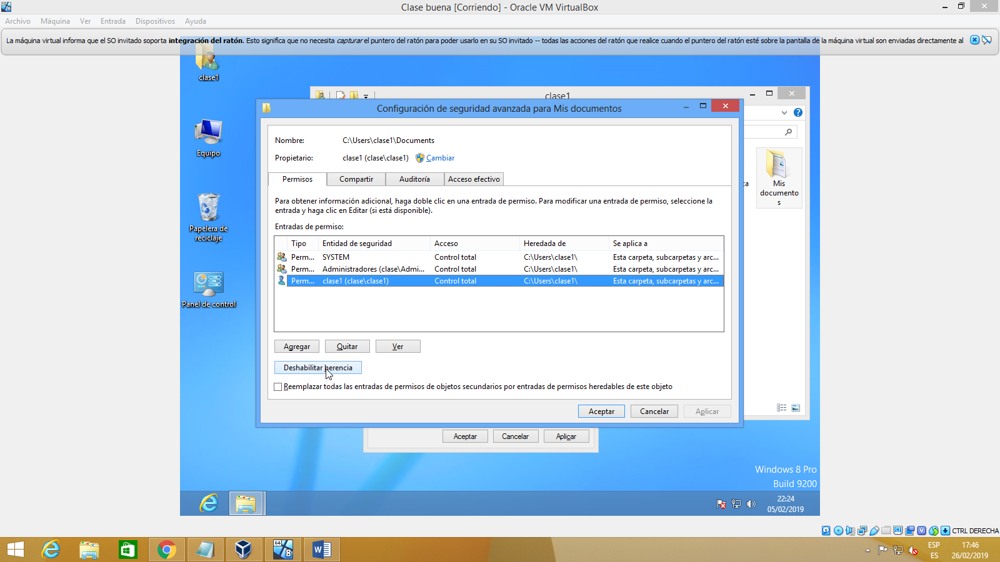 Clase buena [Corriendo] - Oracle VM VirtualBox
Archivo Máquina Ver Entrada Dispositivos Ayuda
La máquina virtual informa que el SO invitado soporta integración del ratón. Esto significa que no necesita capturar el puntero del ratón para poder usarlo en su SO invitado -- todas las acciones del ratón que realice cuando el puntero del ratón esté sobre la pantalla de la máquina virtual son enviadas directamente al
clase1
Equipo
Papelera de
reciclaje
Panel de control
clase1
Mis
documento
s
Configuración de seguridad avanzada para Mis documentos
Nombre: C:\Users\clase1\Documents
Propietario: clase1 (clase\clase1) Cambiar
Permisos Compartir Auditoría Acceso efectivo
Para obtener información adicional, haga doble clic en una entrada de permiso. Para modificar una entrada de permiso, seleccione la
entrada y haga clic en Editar (si está disponible).
Entradas de permiso:
Tipo Entidad de seguridad Acceso Heredada de Se aplica a
Perm... SYSTEM Control total C:\Users\clase1\ Esta carpeta, subcarpetas y arc...
Perm... Administradores (clase\Admi... Control total C:\Users\clase1\ Esta carpeta, subcarpetas y arc...
Perm... clase1 (clase\clase1) Control total C:\Users\clase1\ Esta carpeta, subcarpetas y arc...
Agregar Quitar Ver
Deshabilitar herencia
Reemplazar todas las entradas de permisos de objetos secundarios por entradas de permisos heredables de este objeto
Aceptar Cancelar Aplicar
Aceptar Cancelar Aplicar
Windows 8 Pro
Build 9200
22:24
05/02/2019
CTRL DERECHA
64
8
ESP
ES
17:46
26/02/2019